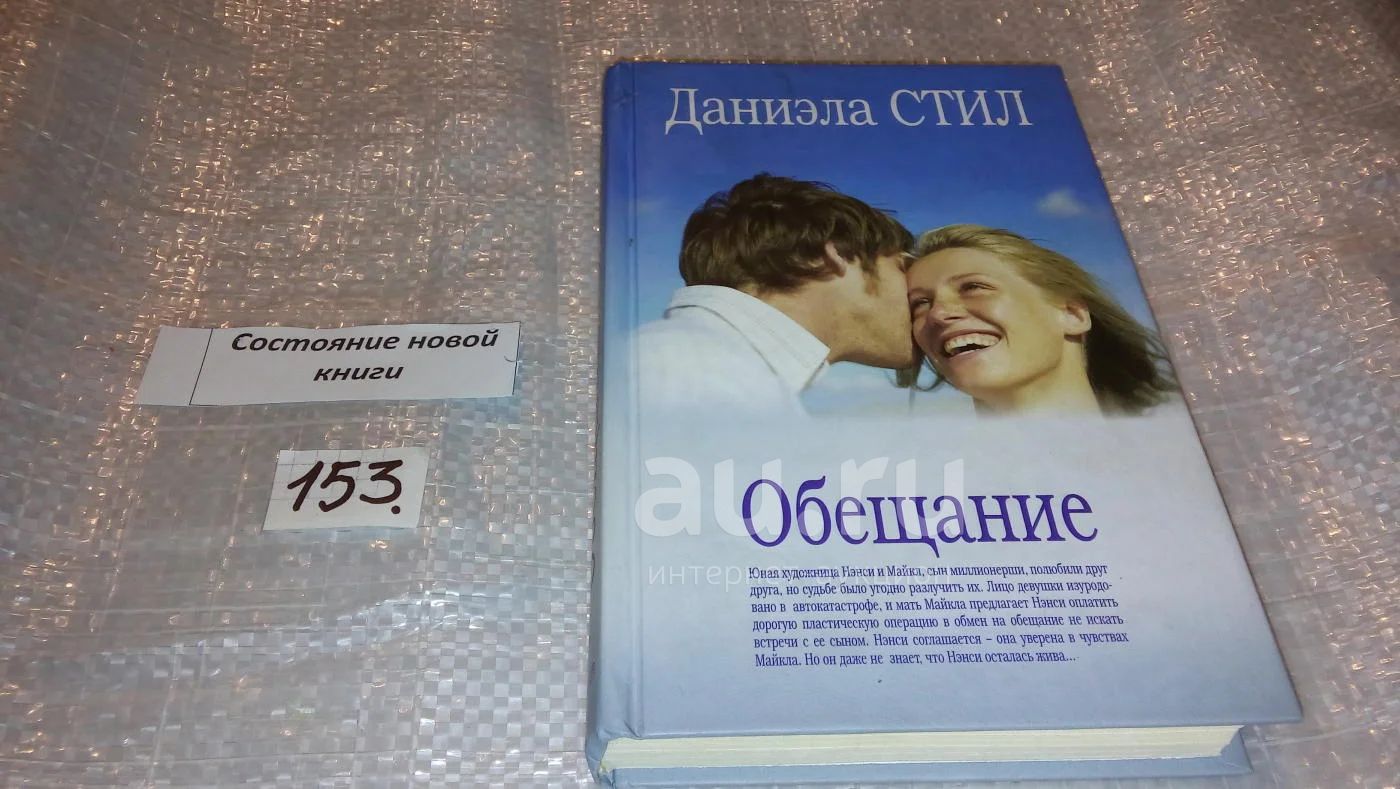 Состояние новой
книги
153.
Даниэла СТИЛ
au.ru
Обещание
Юная художница Нэнси и Майкл, сын миллионерши, полюбили друг
друга, но судьбе было угодно разлучить их. Лицо девушки изуродо-
вано в автокатастрофе, и мать Майкла предлагает Нэнси оплатить
дорогую пластическую операцию в обмен на обещание не искать
встречи с ее сыном. Нэнси соглашается – она уверена в чувствах
Майкла. Но он даже не знает, что Нэнси осталась жива...
интернет-аукцион